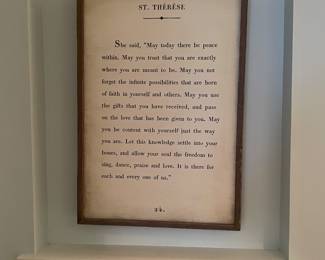 ST. THÉRÈSE
She said, "May today there be peace
within. May you trust that you are exactly
where you are meant to be. May you not
forget the infinite possibilities that are born
of faith in yourself and others. May you use
the gifts that you have received, and pass
on the love that has been given to you. May
you be content with yourself just the way
you are. Let this knowledge settle into your
bones, and allow your soul the freedom to
sing, dance, praise and love. It is there for
each and every one of us."
24.